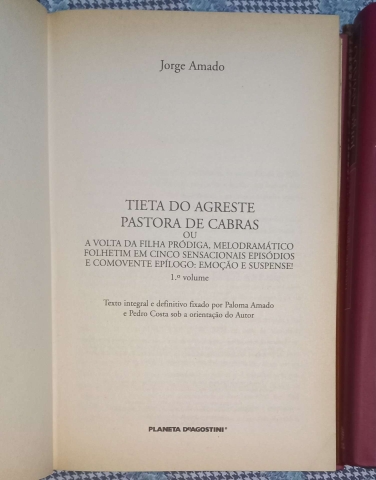 Jorge Amado
TIETA DO AGRESTE
PASTORA DE CABRAS
OU
A VOLTA DA FILHA PRÓDIGA, MELODRAMÁTICO
FOLHETIM EM CINCO SENSACIONAIS EPISÓDIOS
E COMOVENTE EPÍLOGO: EMOÇÃO E SUSPENSE!
1.º volume
Texto integral e definitivo fixado por Paloma Amado
e Pedro Costa sob a orientação do Autor
PLANETA DEAGOSTINI